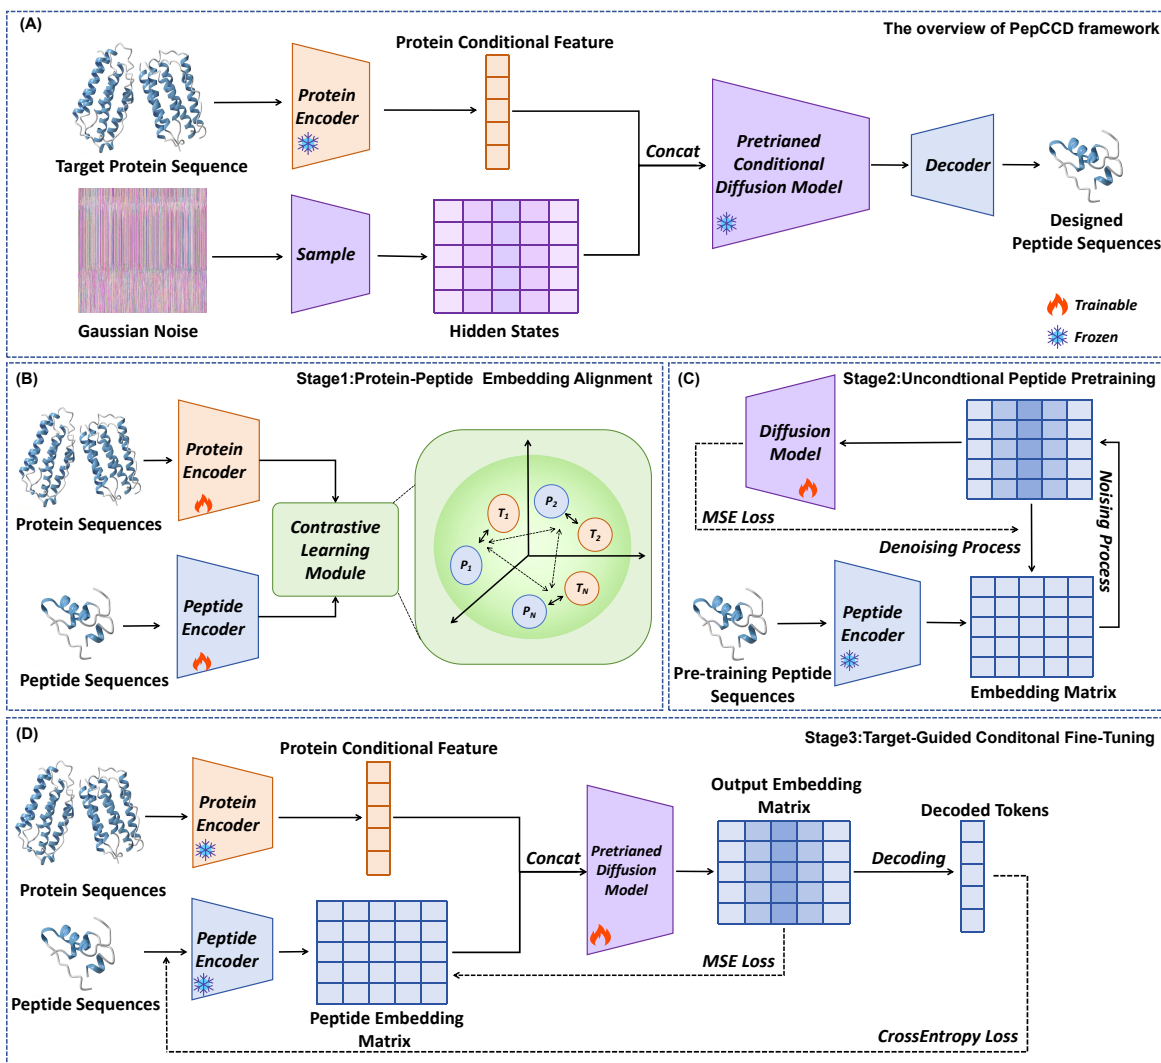 (A)
The overview of PepCCD framework
Protein Conditional Feature
Protein
Encoder
Target Protein Sequence
Concat
Pretrianed
Conditional
Diffusion Model
Decoder
Sample
Designed
Peptide Sequences
Gaussian Noise
Hidden States
Trainable
Frozen
(B)
Stage1:Protein-Peptide Embedding Alignment
Protein
Encoder
Protein Sequences
Contrastive
Learning
Module
Peptide
Encoder
Peptide Sequences
P2
T1
T2
P1
TN
PN
(C)
Stage2:Uncondtional Peptide Pretraining
Diffusion
Model
MSE Loss
Denoising Process
Noising Process
Peptide
Encoder
Pre-training Peptide
Sequences
Embedding Matrix
(D)
Stage3:Target-Guided Conditonal Fine-Tuning
Protein Conditional Feature
Protein
Encoder
Protein Sequences
Concat
Pretrianed
Diffusion
Model
Output Embedding
Matrix
Decoding
Decoded Tokens
Peptide
Encoder
Peptide Sequences
Peptide Embedding
Matrix
MSE Loss
CrossEntropy Loss